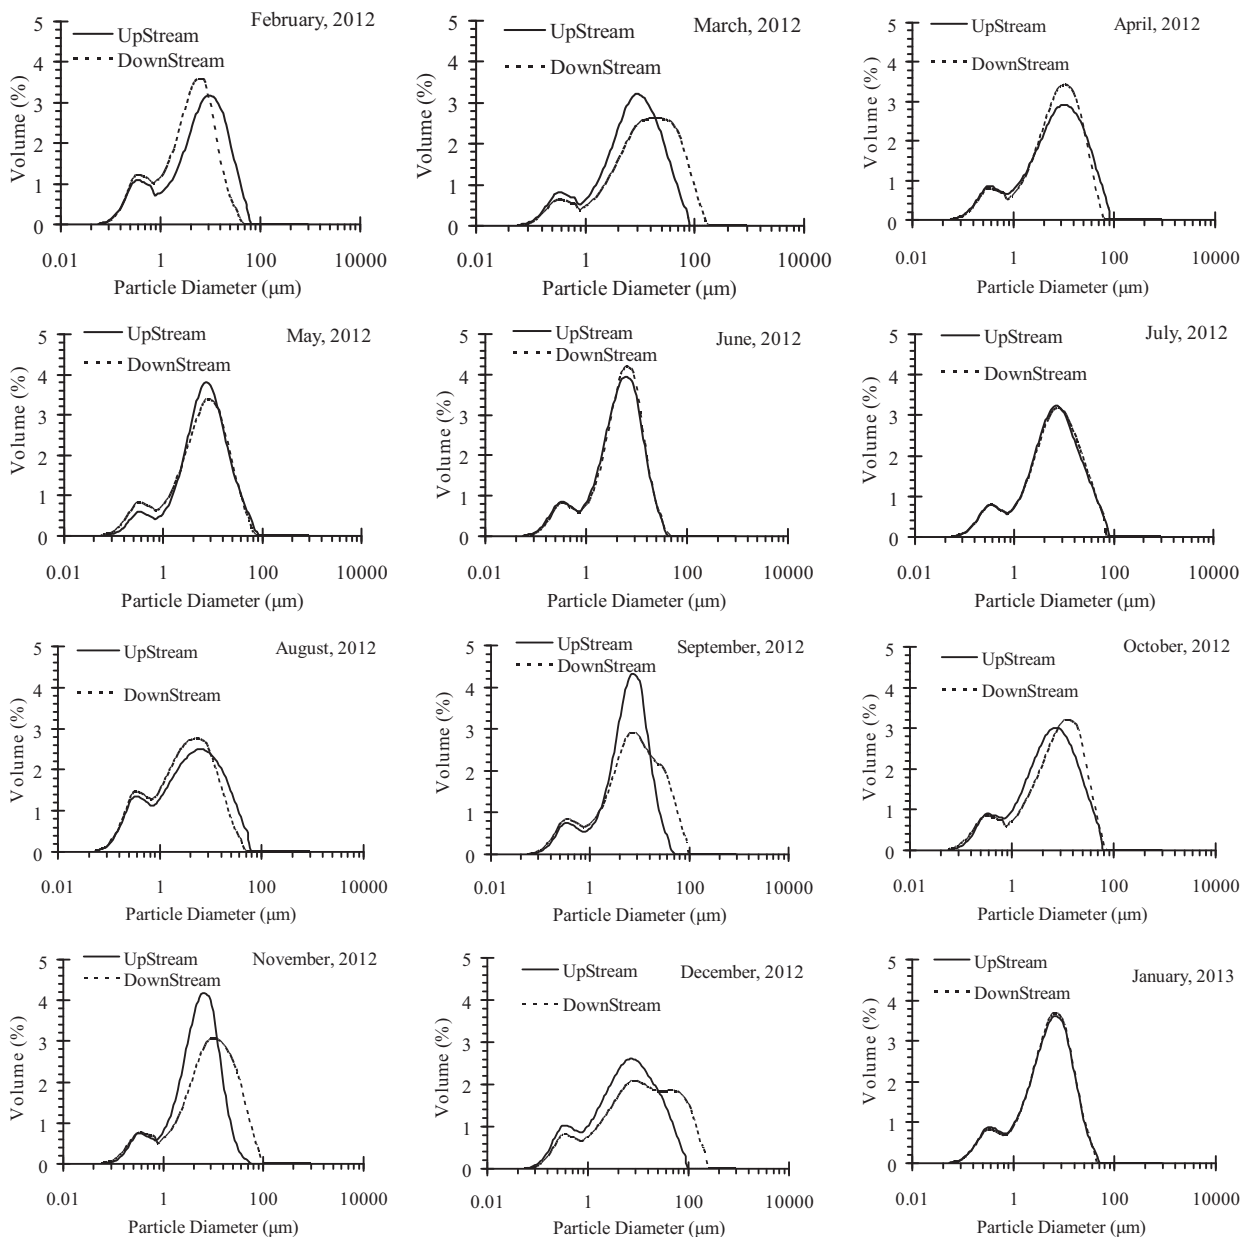 February, 2012
UpStream
DownStream
5
4
3
2
1
0
Volume (%)
0.01 1 100 10000
Particle Diameter (μm)
March, 2012
UpStream
DownStream
5
4
3
2
1
0
Volume (%)
0.01 1 100 10000
Particle Diameter (μm)
April, 2012
UpStream
DownStream
5
4
3
2
1
0
Volume (%)
0.01 1 100 10000
Particle Diameter (μm)
May, 2012
UpStream
DownStream
5
4
3
2
1
0
Volume (%)
0.01 1 100 10000
Particle Diameter (μm)
June, 2012
UpStream
DownStream
5
4
3
2
1
0
Volume (%)
0.01 1 100 10000
Particle Diameter (μm)
July, 2012
UpStream
DownStream
5
4
3
2
1
0
Volume (%)
0.01 1 100 10000
Particle Diameter (μm)
August, 2012
UpStream
DownStream
5
4
3
2
1
0
Volume (%)
0.01 1 100 10000
Particle Diameter (μm)
September, 2012
UpStream
DownStream
5
4
3
2
1
0
Volume (%)
0.01 1 100 10000
Particle Diameter (μm)
October, 2012
UpStream
DownStream
5
4
3
2
1
0
Volume (%)
0.01 1 100 10000
Particle Diameter (μm)
November, 2012
UpStream
DownStream
5
4
3
2
1
0
Volume (%)
0.01 1 100 10000
Particle Diameter (μm)
December, 2012
UpStream
DownStream
5
4
3
2
1
0
Volume (%)
0.01 1 100 10000
Particle Diameter (μm)
January, 2013
UpStream
DownStream
5
4
3
2
1
0
Volume (%)
0.01 1 100 10000
Particle Diameter (μm)